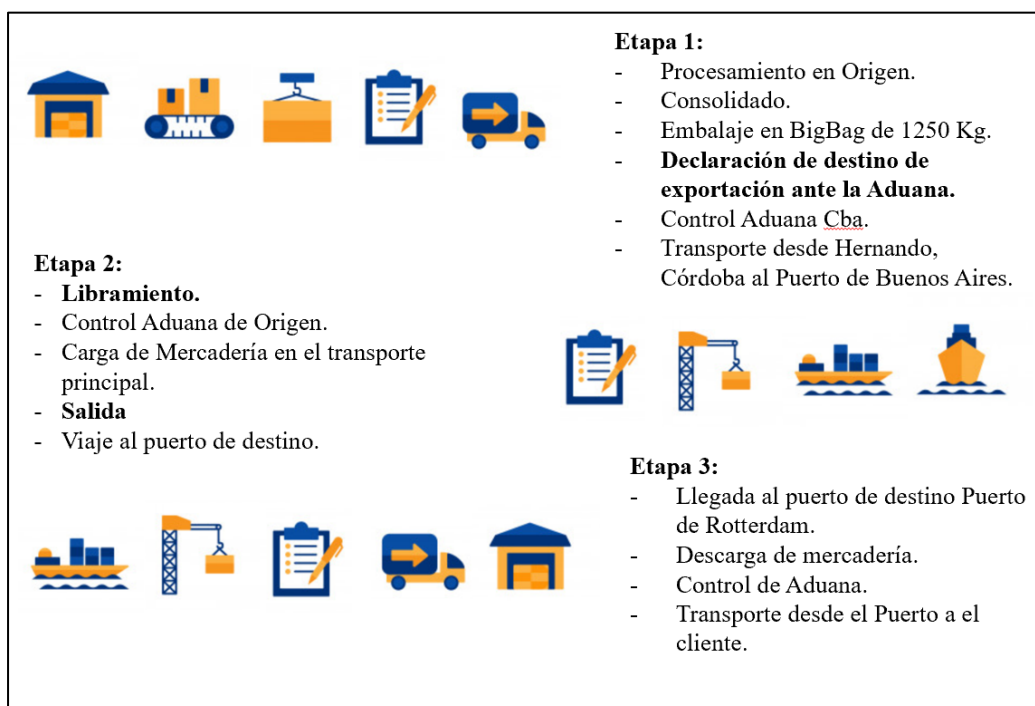 Etapa 1:
- Procesamiento en Origen.
- Consolidado.
- Embalaje en BigBag de 1250 Kg.
- Declaración de destino de
exportación ante la Aduana.
- Control Aduana Cba.
- Transporte desde Hernando,
Córdoba al Puerto de Buenos Aires.
Etapa 2:
- Libramiento.
- Control Aduana de Origen.
- Carga de Mercadería en el transporte
principal.
- Salida
- Viaje al puerto de destino.
Etapa 3:
- Llegada al puerto de destino Puerto
de Rotterdam.
- Descarga de mercadería.
- Control de Aduana.
- Transporte desde el Puerto a el
cliente.